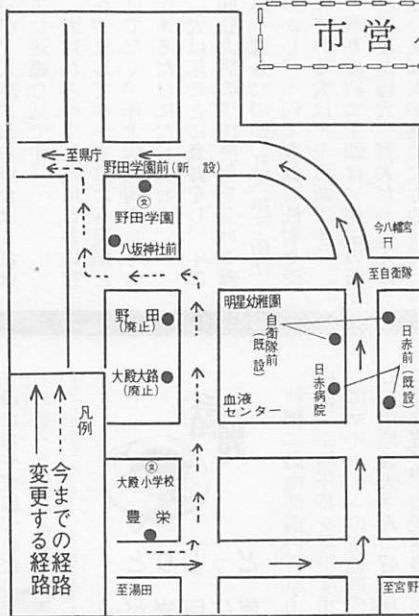 市営
至県庁
野田学園前(新設)
文
野田学園
八坂神社前
今八幡宮
至自衛隊
明星幼稚園
野田
(廃止)
自衛隊前
(既設)
日赤前(既設)
大殿大路
(廃止)
日赤病院
血液
センター
凡例
今までの経路
変更する経路
文
大殿小学校
豊栄
至湯田
至宮野